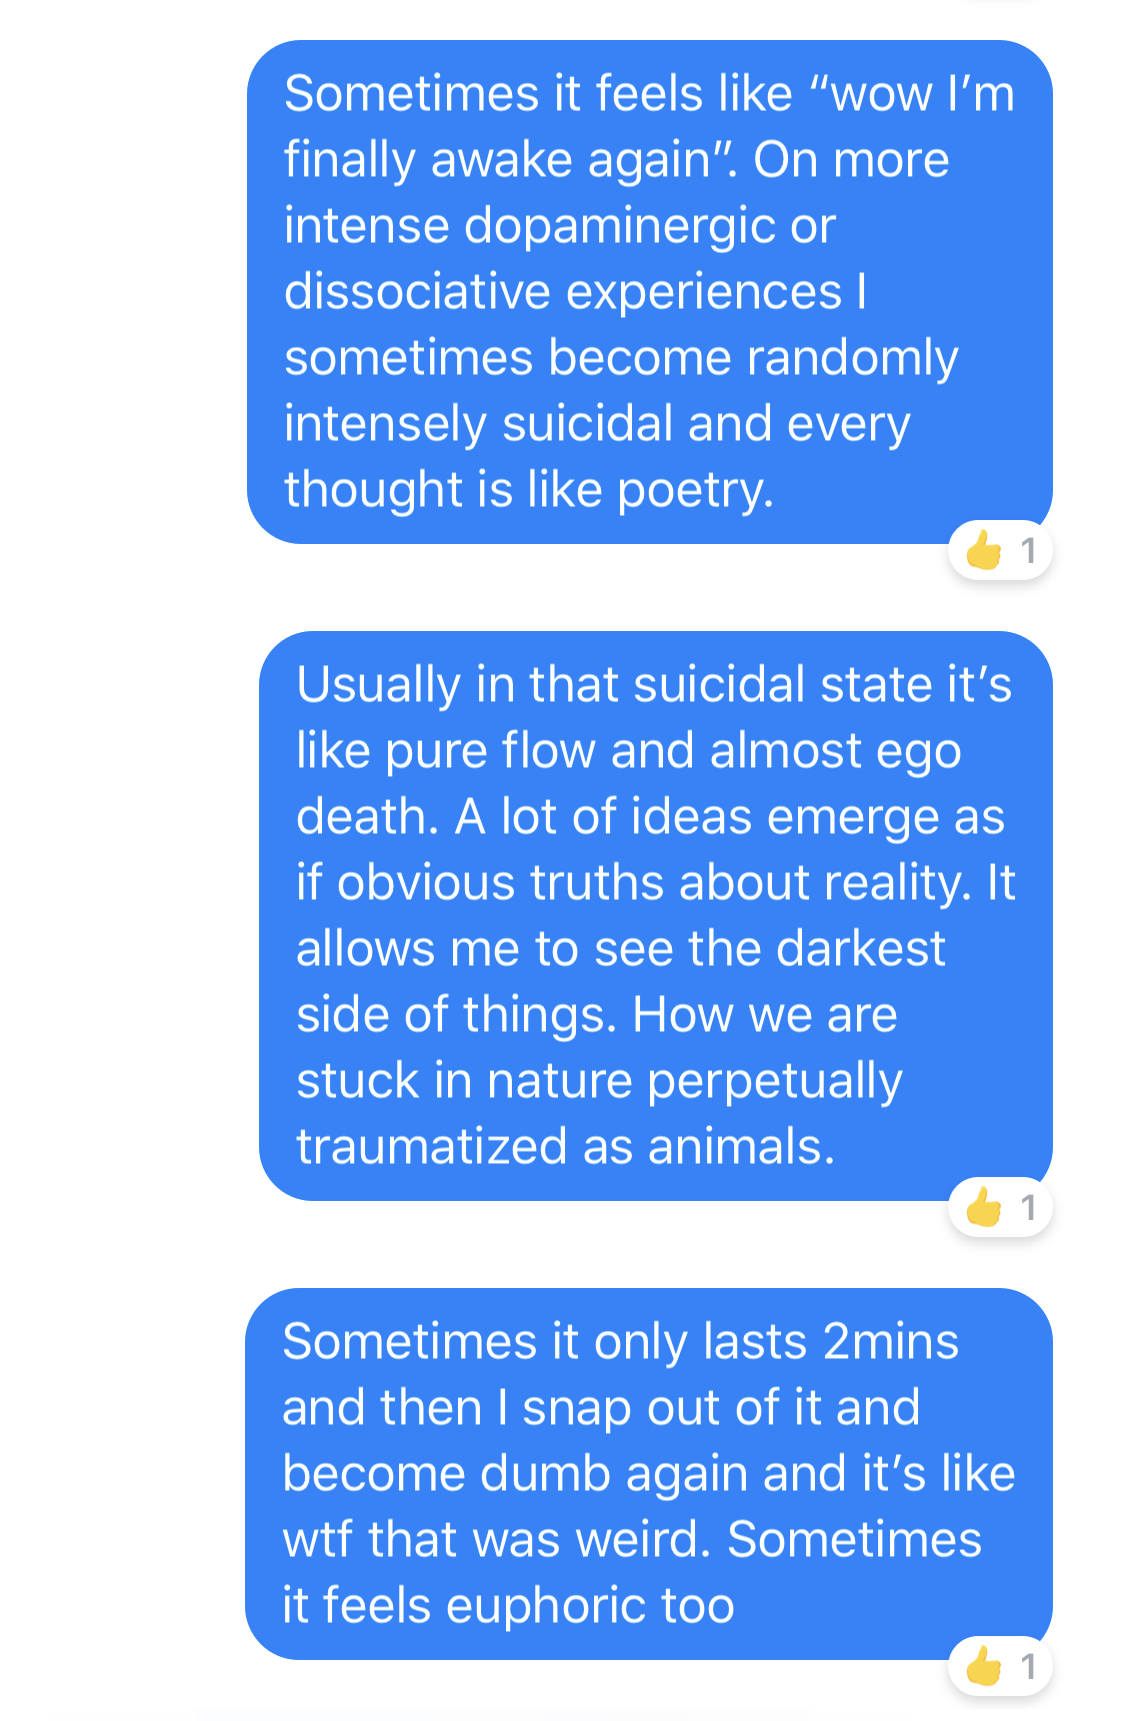 Sometimes it feels like “wow I’m
finally awake again”. On more
intense dopaminergic or
dissociative experiences I
sometimes become randomly
intensely suicidal and every
thought is like poetry.
👍 1
Usually in that suicidal state it’s
like pure flow and almost ego
death. A lot of ideas emerge as
if obvious truths about reality. It
allows me to see the darkest
side of things. How we are
stuck in nature perpetually
traumatized as animals.
👍 1
Sometimes it only lasts 2mins
and then I snap out of it and
become dumb again and it’s like
wtf that was weird. Sometimes
it feels euphoric too
👍 1